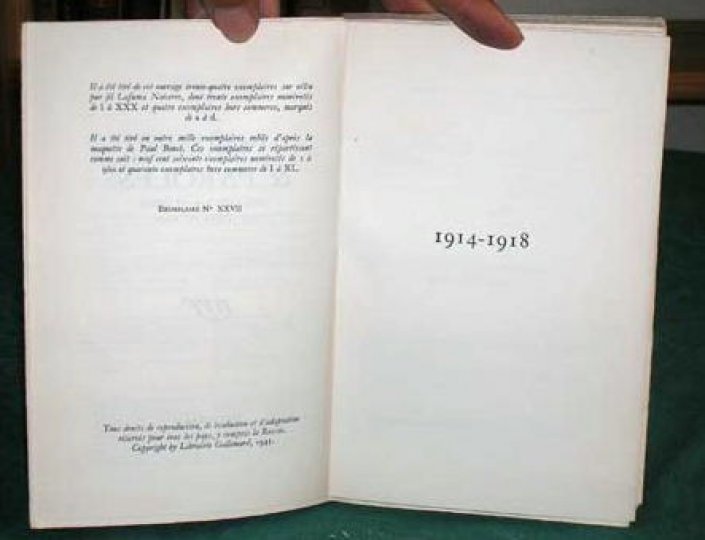 Il a été tiré de cet ouvrage trente-quatre exemplaires sur vélin
pur fil Lafuma Navarre, dont trente exemplaires numérotés
de I à XXX et quatre exemplaires hors commerce, marqués
de a à d.
Il a été tiré en outre mille exemplaires reliés d'après la
maquette de Paul Bonet. Ces exemplaires se répartissent
comme suit : neuf cent soixante exemplaires numérotés de 1 à
et quarante exemplaires hors commerce de I à XL.
Exemplaire N° XXVII
nrf
Tous droits de reproduction, de traduction et d'adaptation
réservés pour tous les pays, y compris la Russie.
Copyright by Librairie Gallimard,
1914-1918